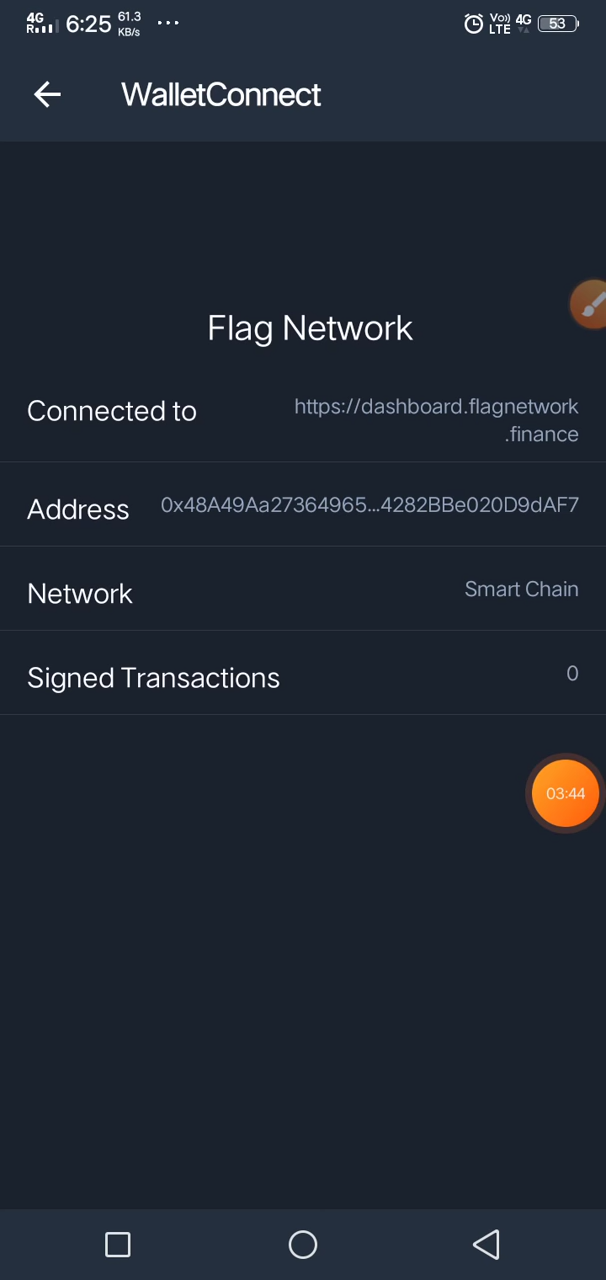 4G 6:25 61.3 ... Vo)) 4G 53
R KB/s LTE
WalletConnect
Flag Network
Connected to https://dashboard.flagnetwork
.finance
Address 0x48A49Aa27364965...4282BBe020D9dAF7
Network Smart Chain
Signed Transactions 0
03:44